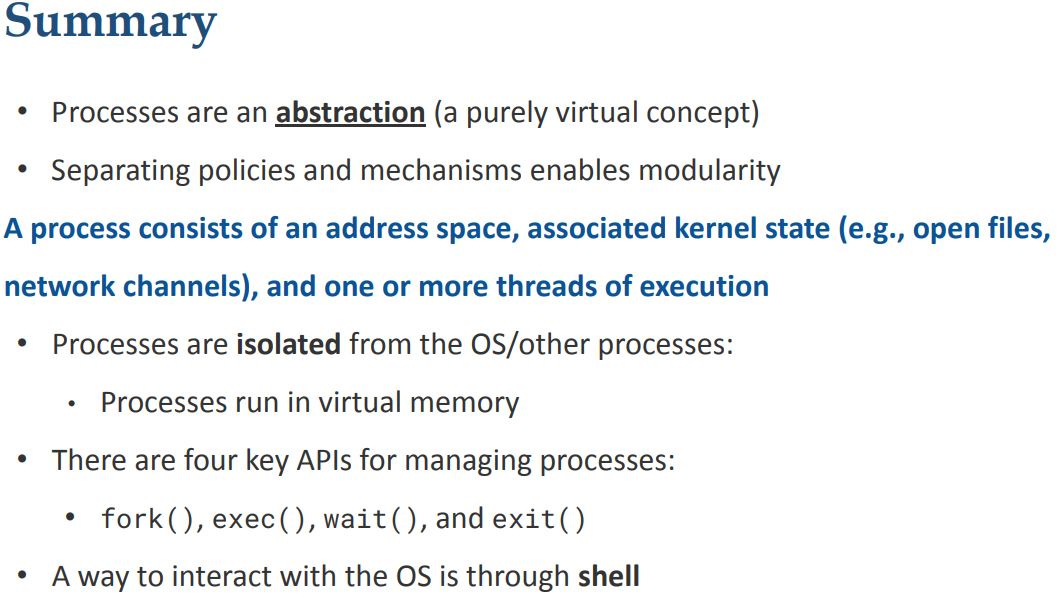 Summary
• Processes are an abstraction (a purely virtual concept)
• Separating policies and mechanisms enables modularity
A process consists of an address space, associated kernel state (e.g., open files,
network channels), and one or more threads of execution
• Processes are isolated from the OS/other processes:
• Processes run in virtual memory
• There are four key APIs for managing processes:
• fork(), exec(), wait(), and exit()
• A way to interact with the OS is through shell